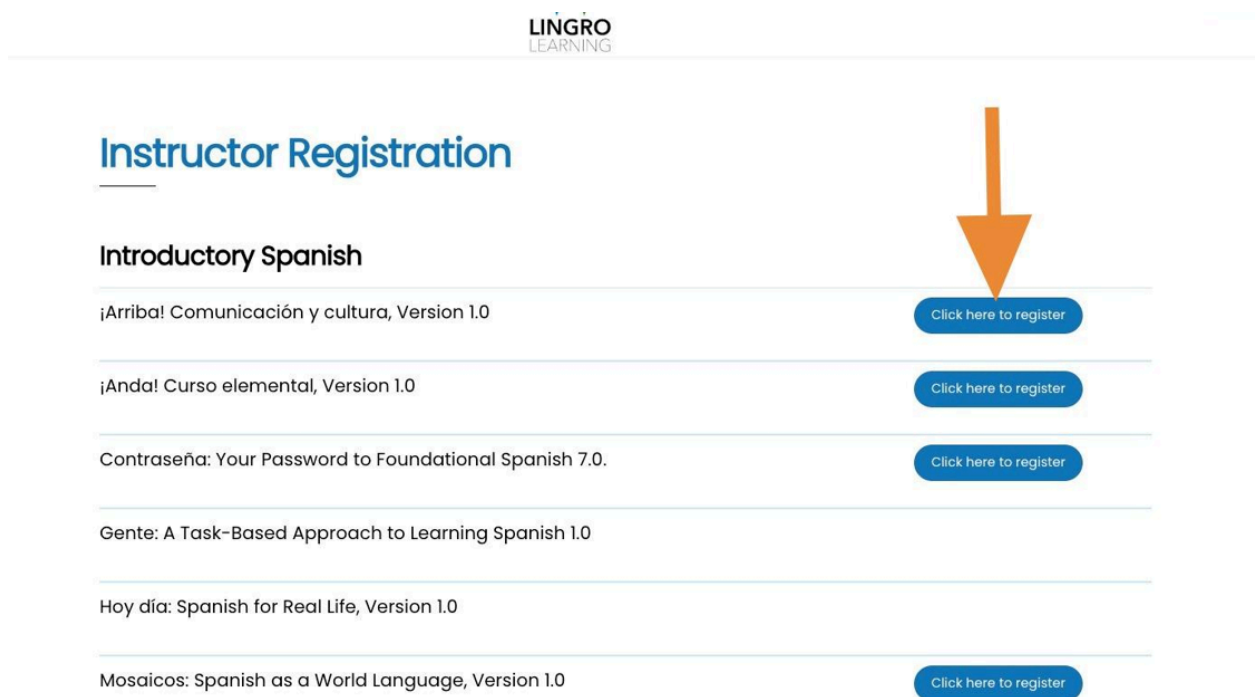 LINGRO
LEARNING
Instructor Registration
Introductory Spanish
¡Arriba! Comunicación y cultura, Version 1.0
Click here to register
¡Anda! Curso elemental, Version 1.0
Click here to register
Contraseña: Your Password to Foundational Spanish 7.0.
Click here to register
Gente: A Task-Based Approach to Learning Spanish 1.0
Hoy día: Spanish for Real Life, Version 1.0
Mosaicos: Spanish as a World Language, Version 1.0
Click here to register